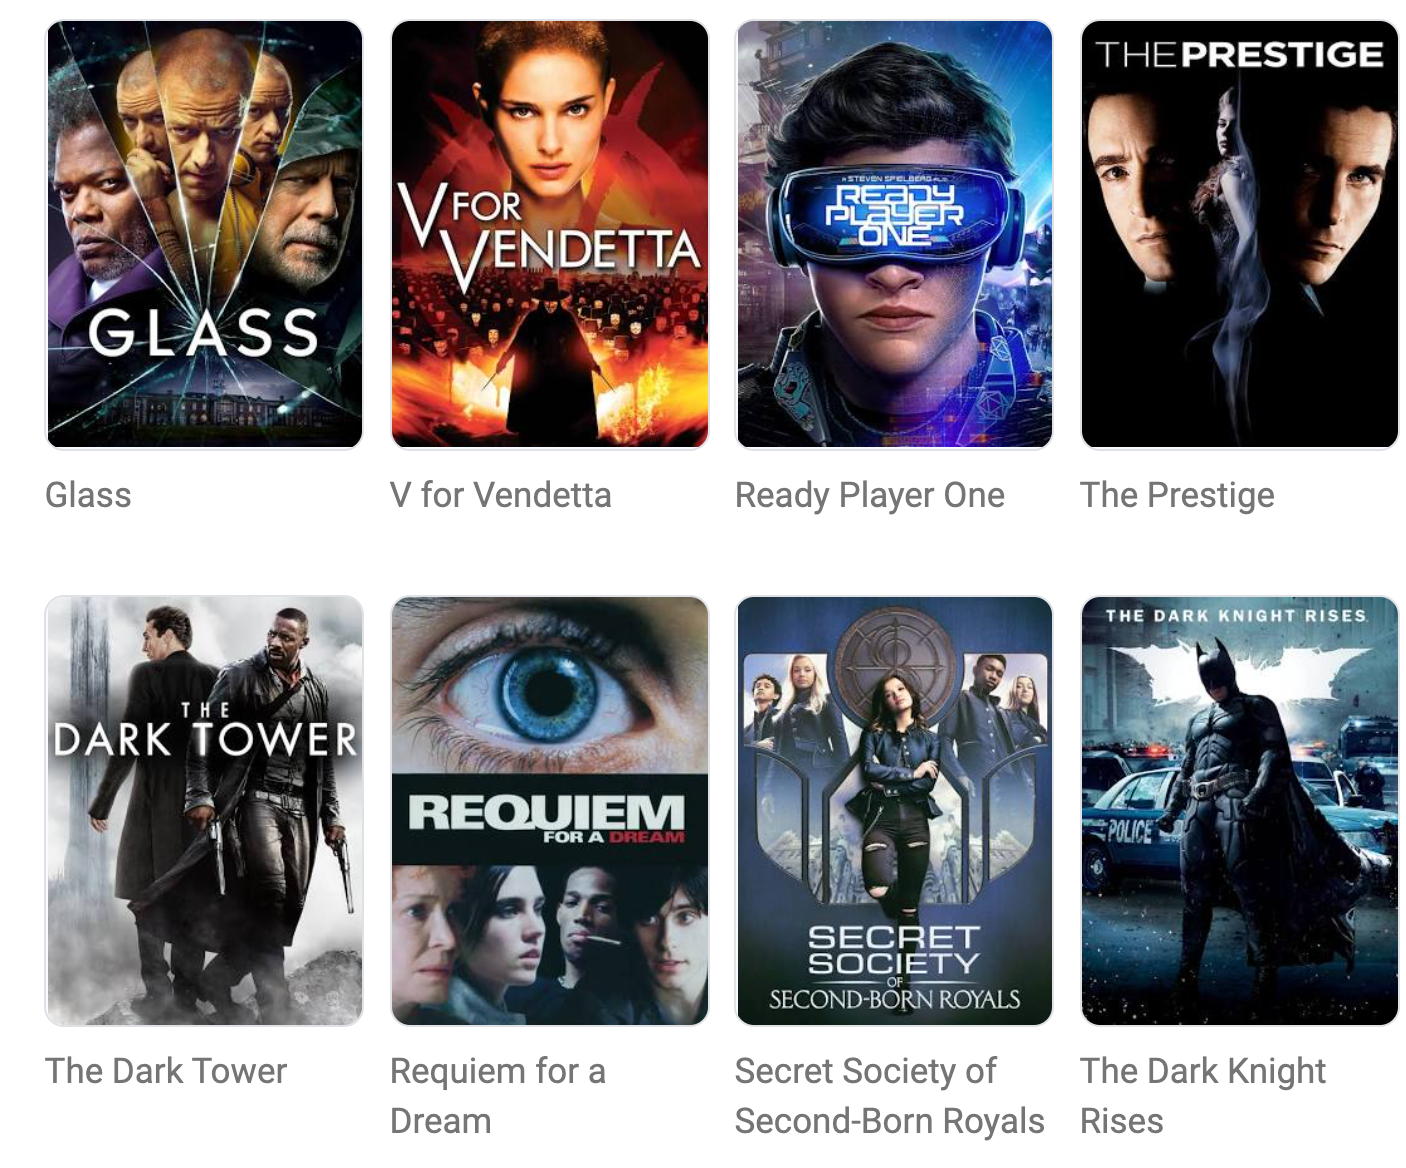 GLASS
V FOR
VENDETTA
A STEVEN SPIELBERG FILM
READY
PLAYER
ONE
THE PRESTIGE
Glass
V for Vendetta
Ready Player One
The Prestige
THE
DARK TOWER
REQUIEM
FOR A DREAM
SECRET
SOCIETY
OF
SECOND-BORN ROYALS
THE DARK KNIGHT RISES
POLICE
The Dark Tower
Requiem for a
Dream
Secret Society of
Second-Born Royals
The Dark Knight
Rises